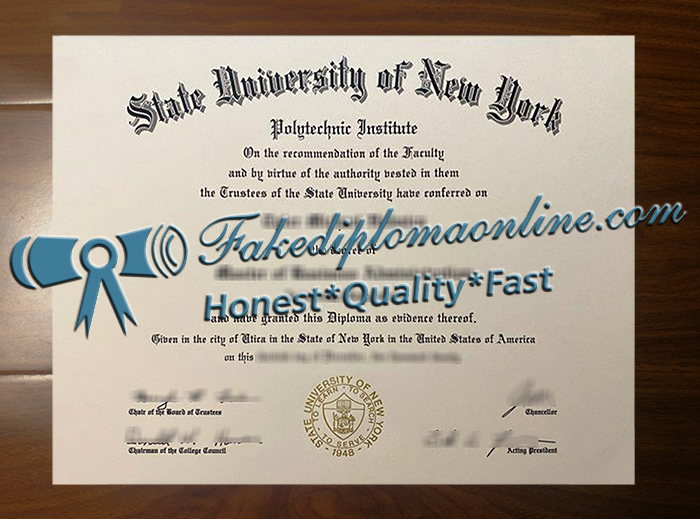 State University of New York
Polytechnic Institute
On the recommendation of the Faculty
and by virtue of the authority vested in them
the Trustees of the State University have conferred on
Fakediplomaonline.com
the degree of
Honest*Quality*Fast
and have granted this Diploma as evidence thereof.
Given in the city of Utica in the State of New York in the United States of America
on this
Chair of the Board of Trustees
Chancellor
STATE UNIVERSITY OF NEW YORK
TO LEARN - TO SEARCH
TO SERVE
1948
Chairman of the College Council
Acting President